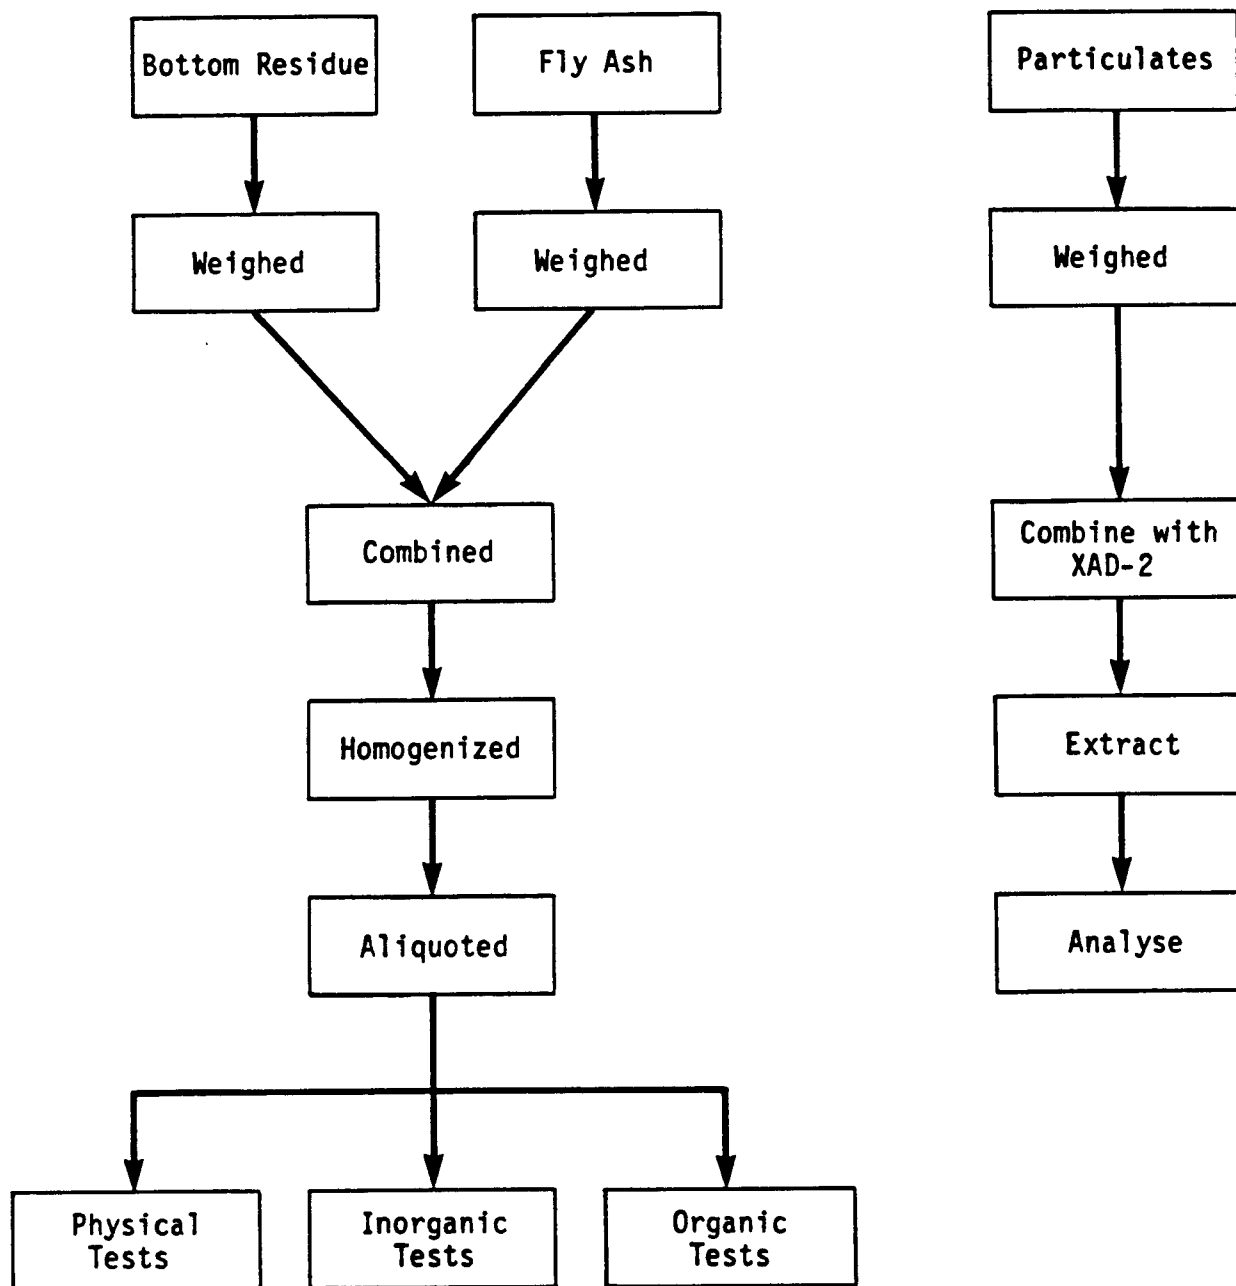 Bottom Residue
Fly Ash
Particulates
Weighed
Weighed
Weighed
Combined
Combine with
XAD-2
Homogenized
Extract
Aliquoted
Analyse
Physical
Tests
Inorganic
Tests
Organic
Tests